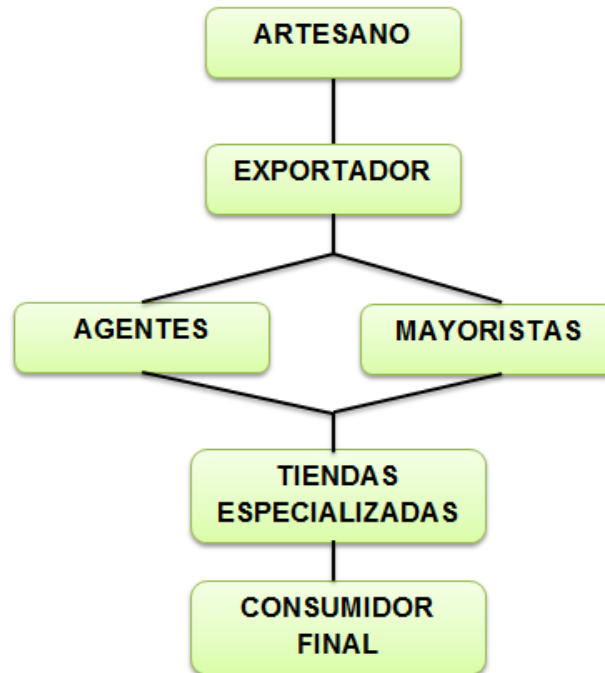 ARTESANO
EXPORTADOR
AGENTES
MAYORISTAS
TIENDAS
ESPECIALIZADAS
CONSUMIDOR
FINAL